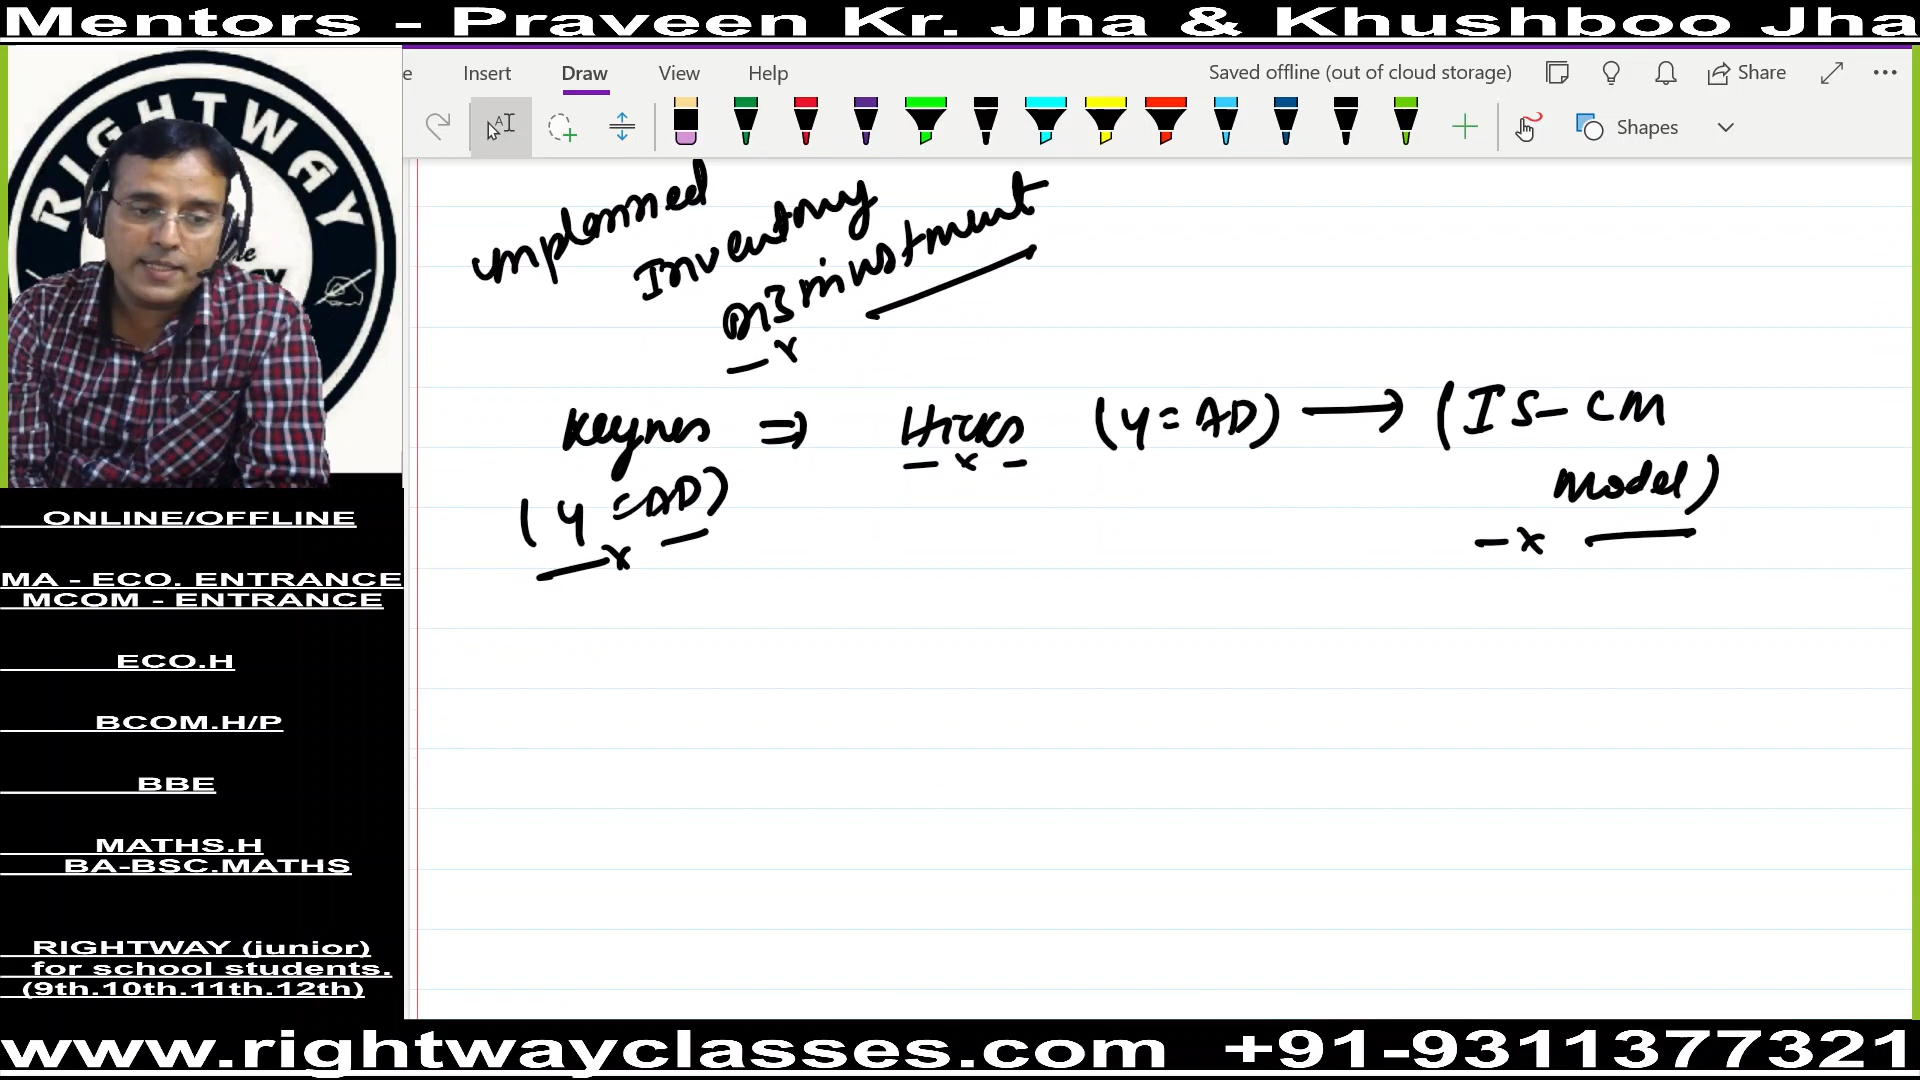 Mentors - Praveen Kr. Jha & Khushboo Jha
RIGHTWAY
e Insert Draw View Help Saved offline (out of cloud storage) Share
Shapes
unplanned
Inventory
Keynes ⇒ Hicks (Y = AD) → (IS - LM
Model)
(Y = AD)
ONLINE/OFFLINE
MA - ECO. ENTRANCE
MCOM - ENTRANCE
ECO.H
BCOM.H/P
BBE
MATHS.H
BA-BSC.MATHS
RIGHTWAY (junior)
for school students.
(9th.10th.11th.12th)
www.rightwayclasses.com +91-9311377321